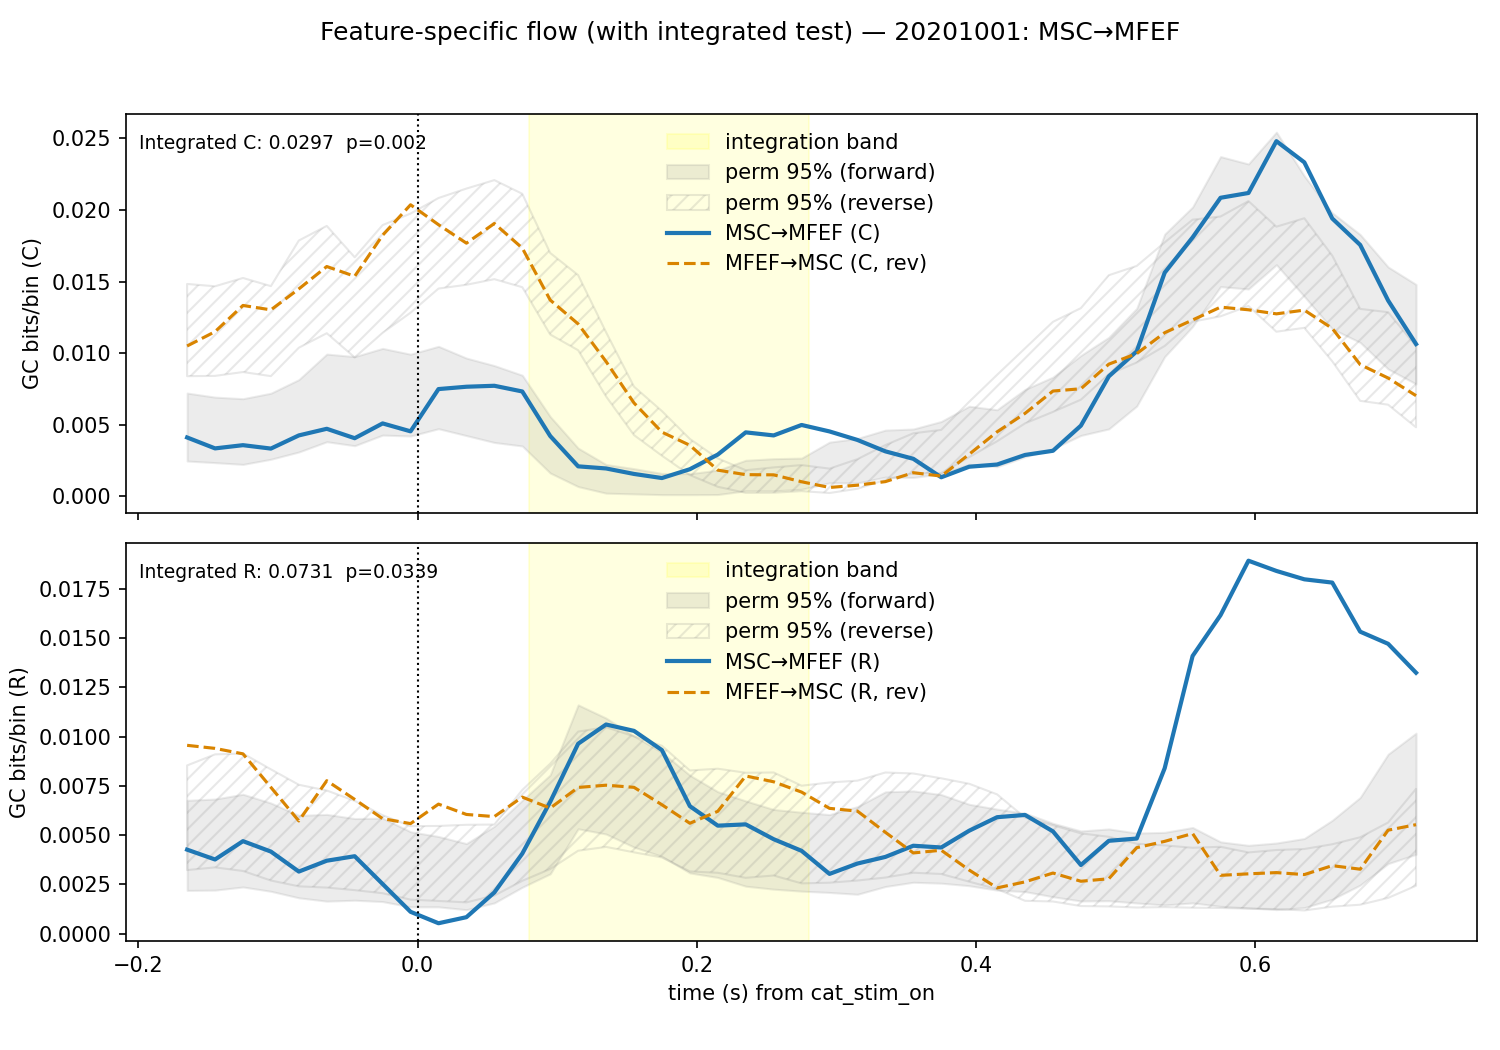 Feature-specific flow (with integrated test) — 20201001: MSC→MFEF
Integrated C: 0.0297  p=0.002
integration band
perm 95% (forward)
perm 95% (reverse)
MSC→MFEF (C)
MFEF→MSC (C, rev)
GC bits/bin (C)
0.025
0.020
0.015
0.010
0.005
0.000
Integrated R: 0.0731  p=0.0339
integration band
perm 95% (forward)
perm 95% (reverse)
MSC→MFEF (R)
MFEF→MSC (R, rev)
GC bits/bin (R)
0.0175
0.0150
0.0125
0.0100
0.0075
0.0050
0.0025
0.0000
−0.2 0.0 0.2 0.4 0.6
time (s) from cat_stim_on